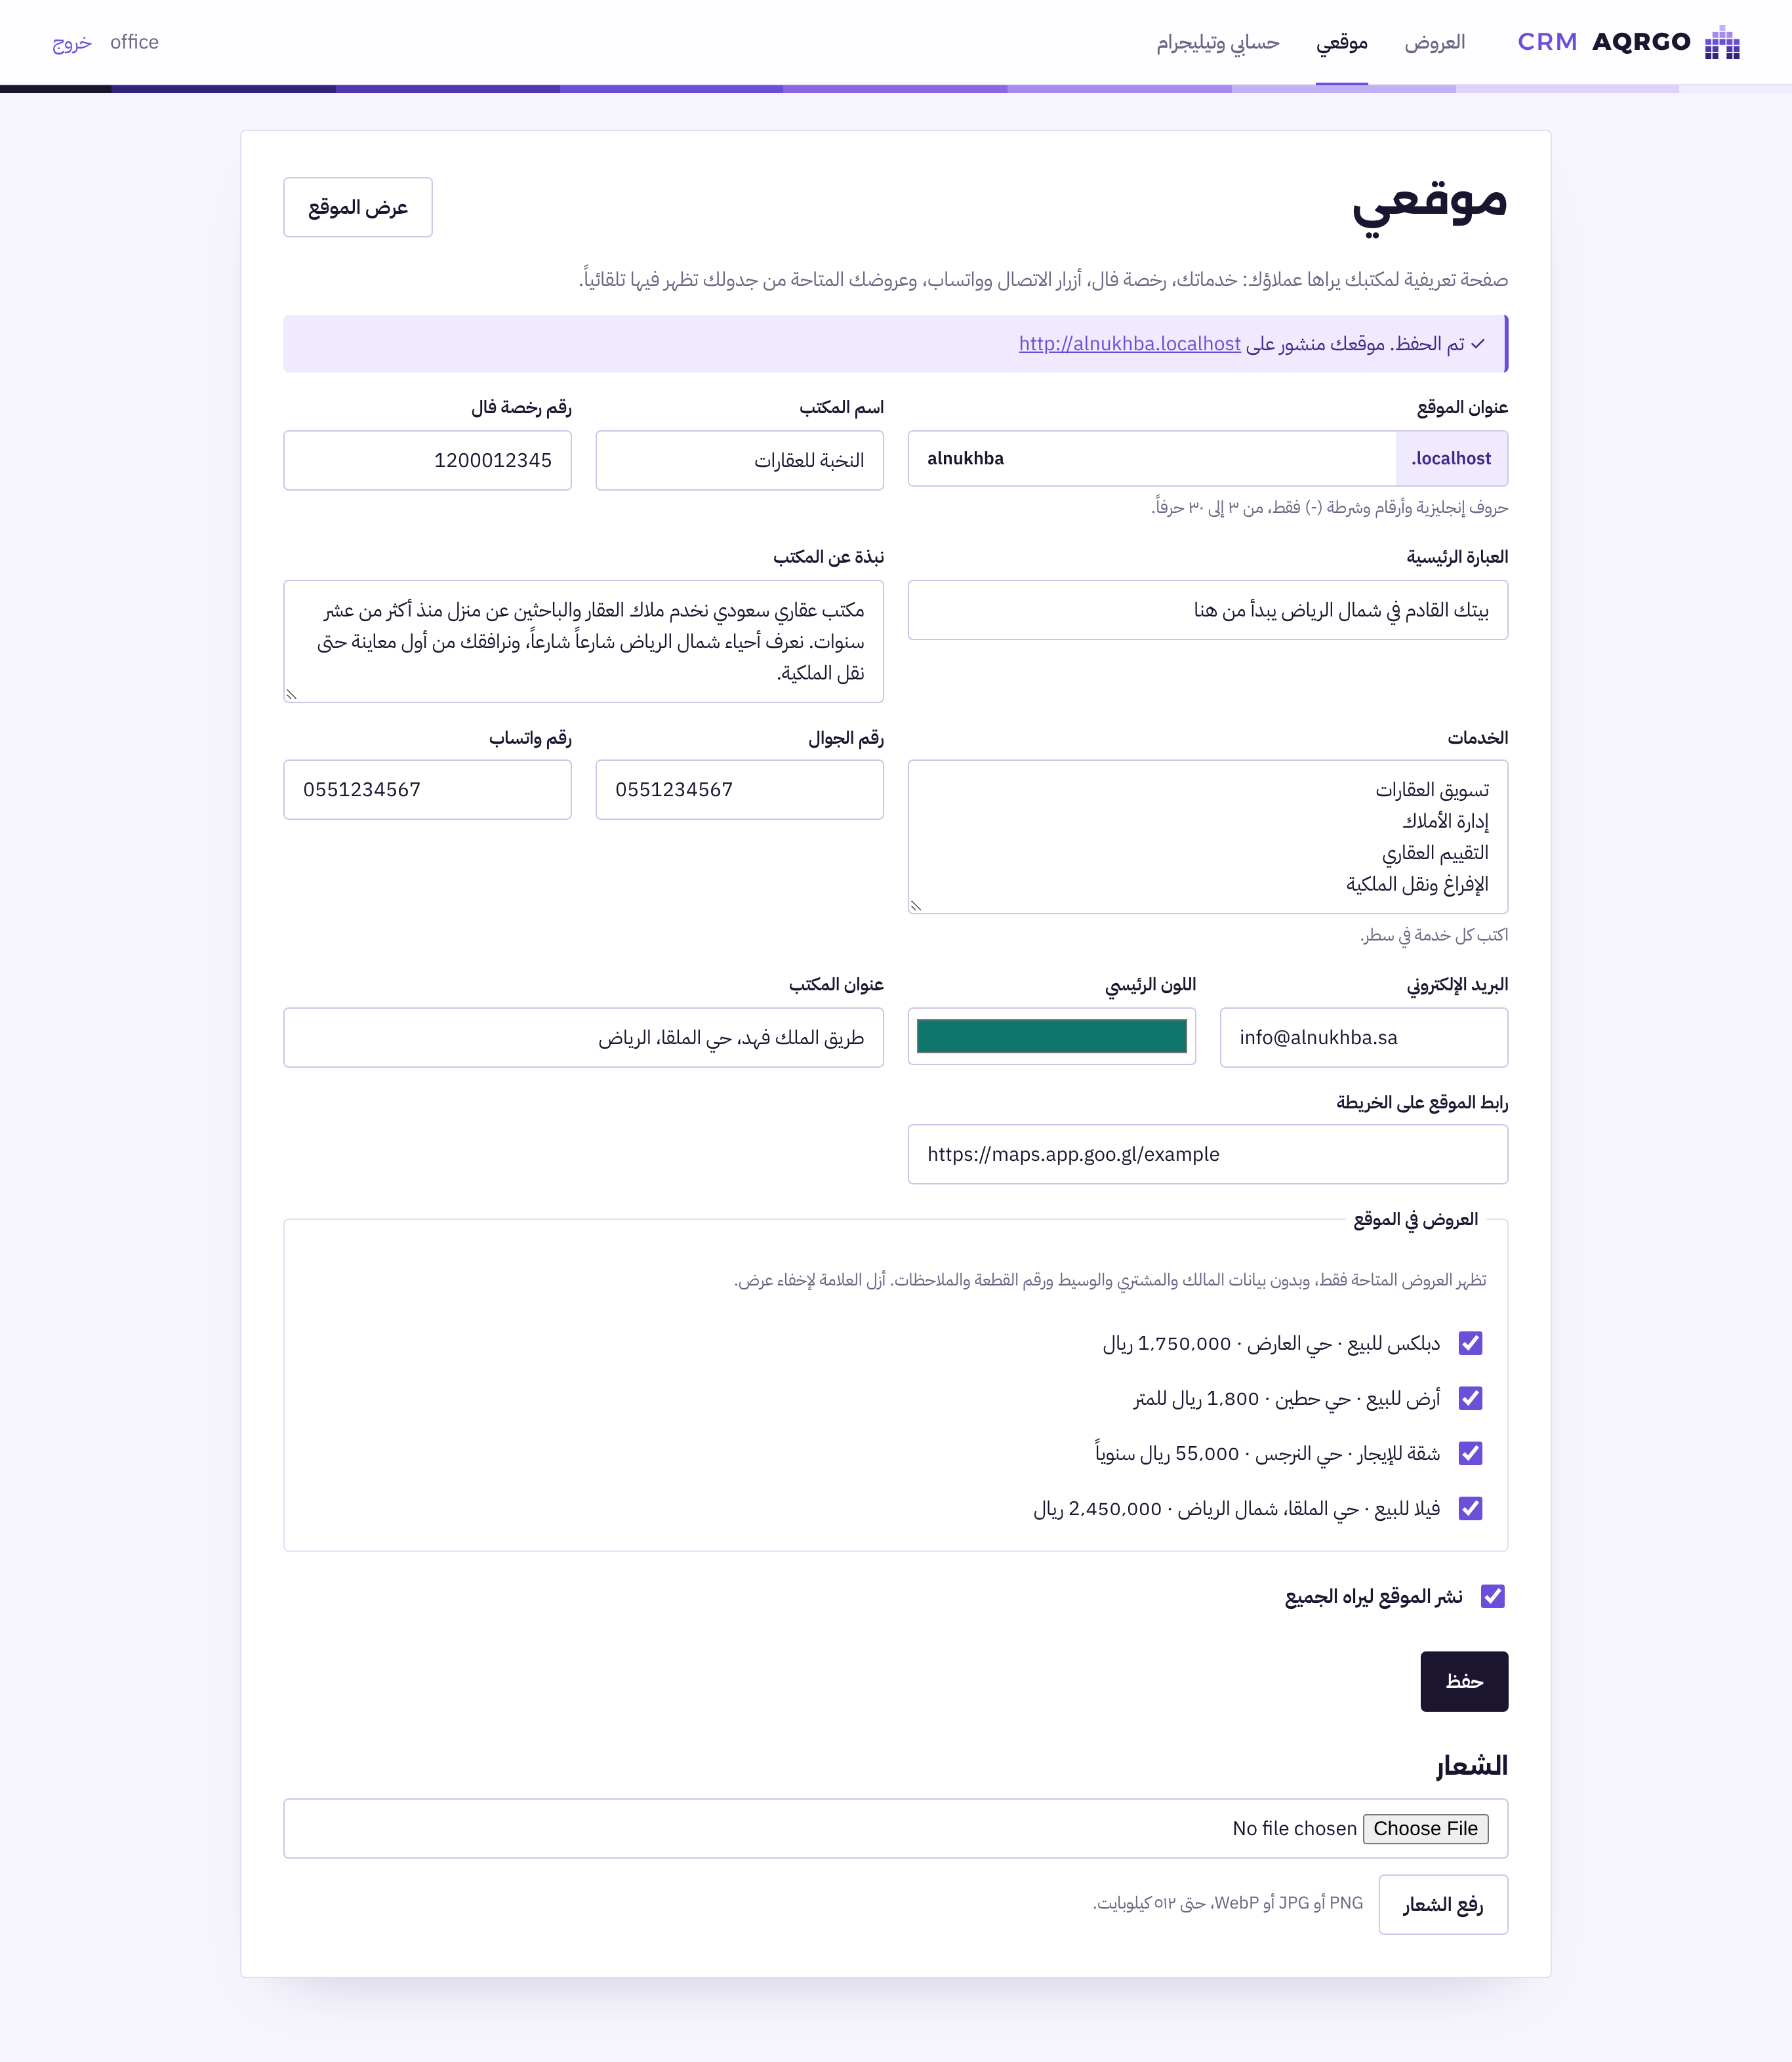 AQRGO CRM
العروض
موقعي
حسابي وتيليجرام
office
خروج
موقعي
عرض الموقع
صفحة تعريفية لمكتبك يراها عملاؤك: خدماتك، رخصة فال، أزرار الاتصال وواتساب، وعروضك المتاحة من جدولك تظهر فيها تلقائياً.
✓ تم الحفظ. موقعك منشور على http://alnukhba.localhost
عنوان الموقع
.localhost
alnukhba
حروف إنجليزية وأرقام وشرطة (-) فقط، من ٣ إلى ٣٠ حرفاً.
اسم المكتب
النخبة للعقارات
رقم رخصة فال
1200012345
العبارة الرئيسية
بيتك القادم في شمال الرياض يبدأ من هنا
نبذة عن المكتب
مكتب عقاري سعودي نخدم ملاك العقار والباحثين عن منزل منذ أكثر من عشر
سنوات. نعرف أحياء شمال الرياض شارعاً شارعاً، ونرافقك من أول معاينة حتى
نقل الملكية.
الخدمات
تسويق العقارات
إدارة الأملاك
التقييم العقاري
الإفراغ ونقل الملكية
اكتب كل خدمة في سطر.
رقم الجوال
0551234567
رقم واتساب
0551234567
البريد الإلكتروني
info@alnukhba.sa
اللون الرئيسي
عنوان المكتب
طريق الملك فهد، حي الملقا، الرياض
رابط الموقع على الخريطة
https://maps.app.goo.gl/example
العروض في الموقع
تظهر العروض المتاحة فقط، وبدون بيانات المالك والمشتري والوسيط ورقم القطعة والملاحظات. أزل العلامة لإخفاء عرض.
دبلكس للبيع · حي العارض · 1,750,000 ريال
أرض للبيع · حي حطين · 1,800 ريال للمتر
شقة للإيجار · حي النرجس · 55,000 ريال سنوياً
فيلا للبيع · حي الملقا، شمال الرياض · 2,450,000 ريال
نشر الموقع ليراه الجميع
حفظ
الشعار
Choose File No file chosen
رفع الشعار
PNG أو JPG أو WebP، حتى ٥١٢ كيلوبايت.